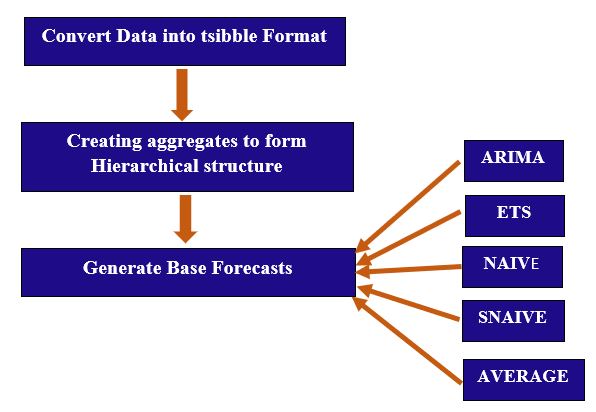 Convert Data into tsibble Format
Creating aggregates to form
Hierarchical structure
Generate Base Forecasts
ARIMA
ETS
NAIVE
SNAIVE
AVERAGE